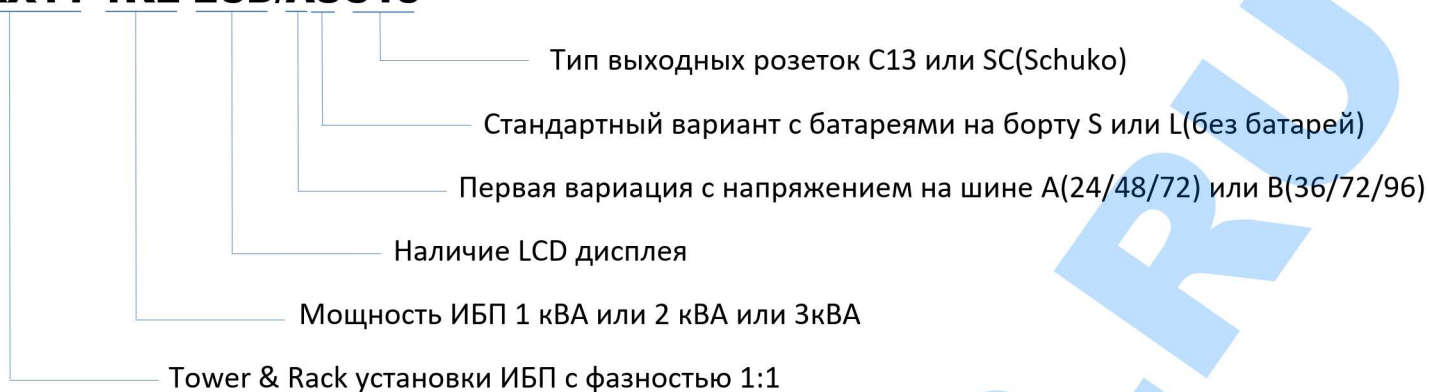 Тип выходных розеток C13 или SC(Schuko)
Стандартный вариант с батареями на борту S или L(без батарей)
Первая вариация с напряжением на шине A(24/48/72) или B(36/72/96)
Наличие LCD дисплея
Мощность ИБП 1 кВА или 2 кВА или 3кВА
Tower & Rack установки ИБП с фазностью 1:1